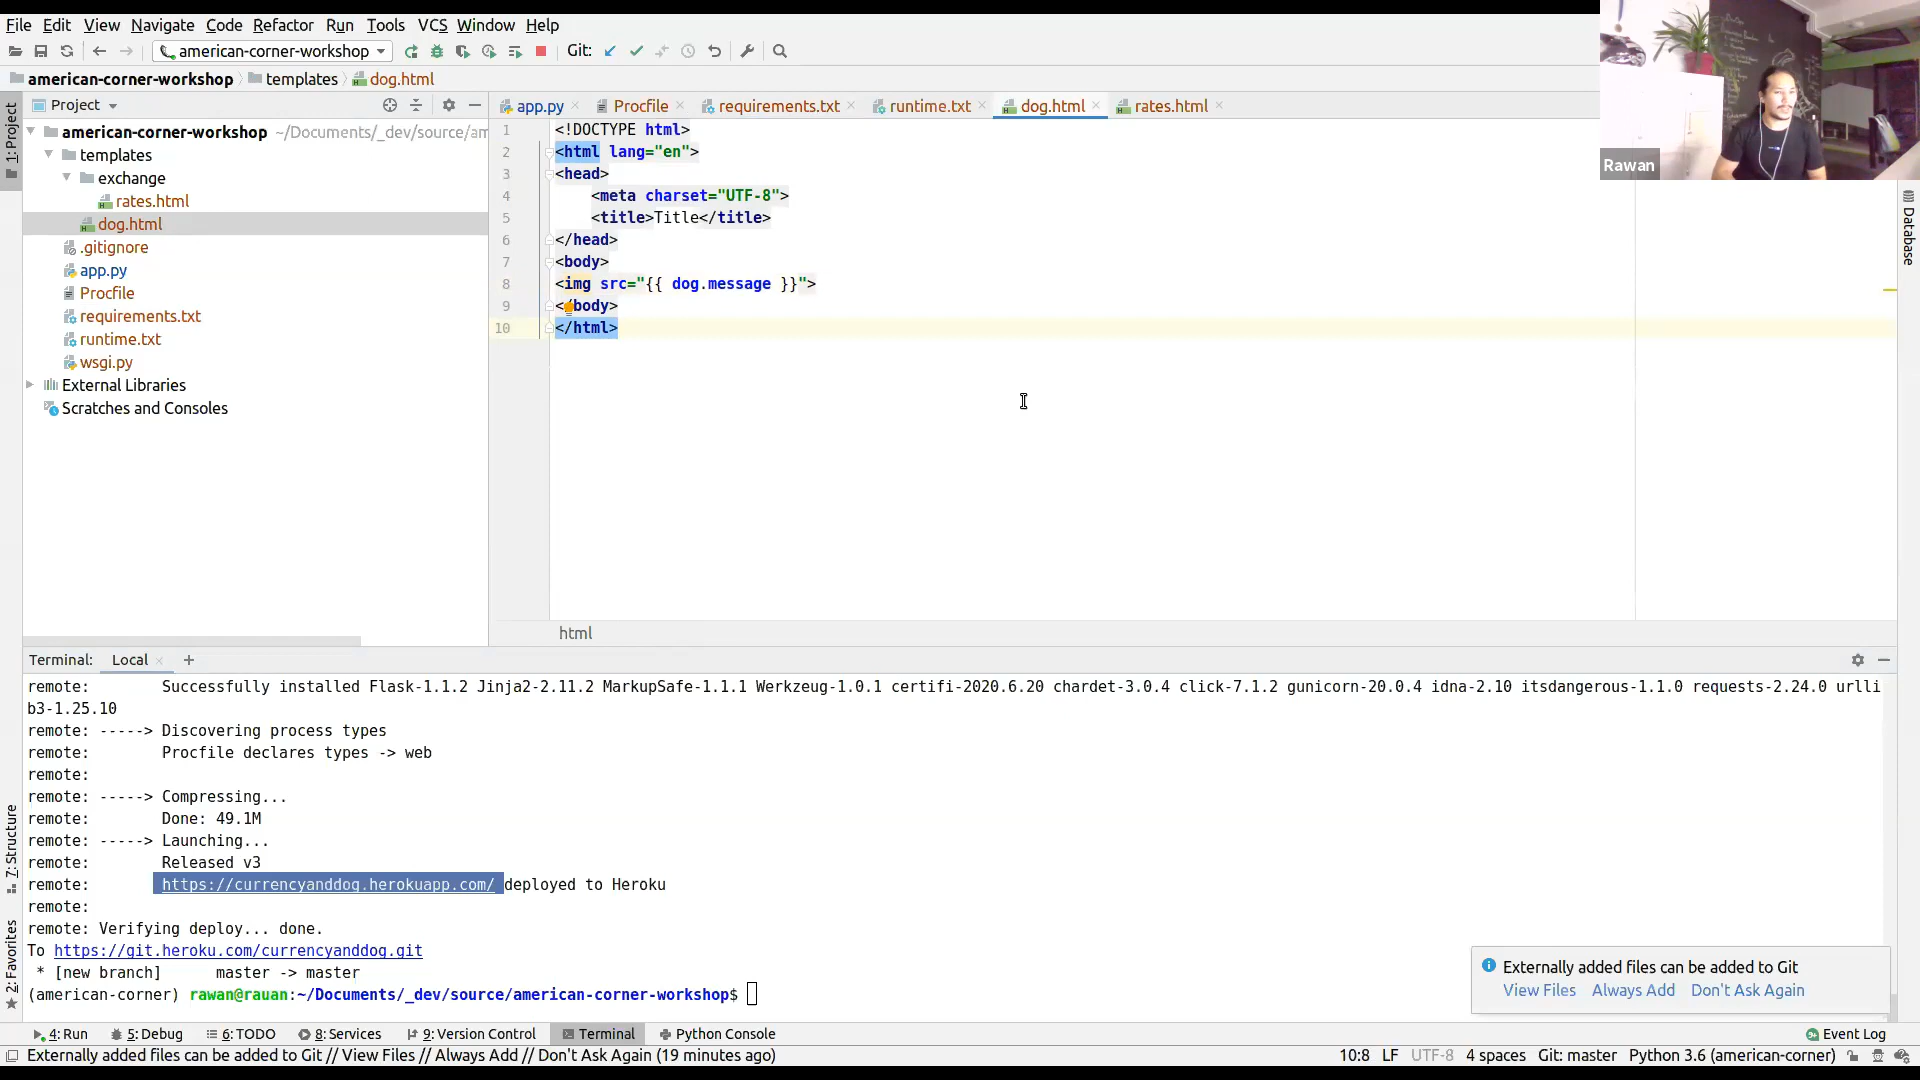 File Edit View Navigate Code Refactor Run Tools VCS Window Help
american-corner-workshop Git:
american-corner-workshop templates dog.html
Rawan
1: Project
Project
american-corner-workshop ~/Documents/_dev/source/am
templates
exchange
rates.html
dog.html
.gitignore
app.py
Procfile
requirements.txt
runtime.txt
wsgi.py
External Libraries
Scratches and Consoles
app.py Procfile requirements.txt runtime.txt dog.html rates.html
1 <!DOCTYPE html>
2 <html lang="en">
3 <head>
4 <meta charset="UTF-8">
5 <title>Title</title>
6 </head>
7 <body>
8 <img src="{{ dog.message }}">
9 </body>
10 </html>
html
Database
Terminal: Local +
remote: Successfully installed Flask-1.1.2 Jinja2-2.11.2 MarkupSafe-1.1.1 Werkzeug-1.0.1 certifi-2020.6.20 chardet-3.0.4 click-7.1.2 gunicorn-20.0.4 idna-2.10 itsdangerous-1.1.0 requests-2.24.0 urlli
b3-1.25.10
remote: -----> Discovering process types
remote: Procfile declares types -> web
remote:
remote: -----> Compressing...
remote: Done: 49.1M
remote: -----> Launching...
remote: Released v3
remote: https://currencyanddog.herokuapp.com/ deployed to Heroku
remote:
remote: Verifying deploy... done.
To https://git.heroku.com/currencyanddog.git
* [new branch] master -> master
(american-corner) rawan@rauan:~/Documents/_dev/source/american-corner-workshop$
7: Structure
2: Favorites
Externally added files can be added to Git
View Files Always Add Don't Ask Again
4: Run 5: Debug 6: TODO 8: Services 9: Version Control Terminal Python Console Event Log
Externally added files can be added to Git // View Files // Always Add // Don't Ask Again (19 minutes ago) 10:8 LF UTF-8 4 spaces Git: master Python 3.6 (american-corner)